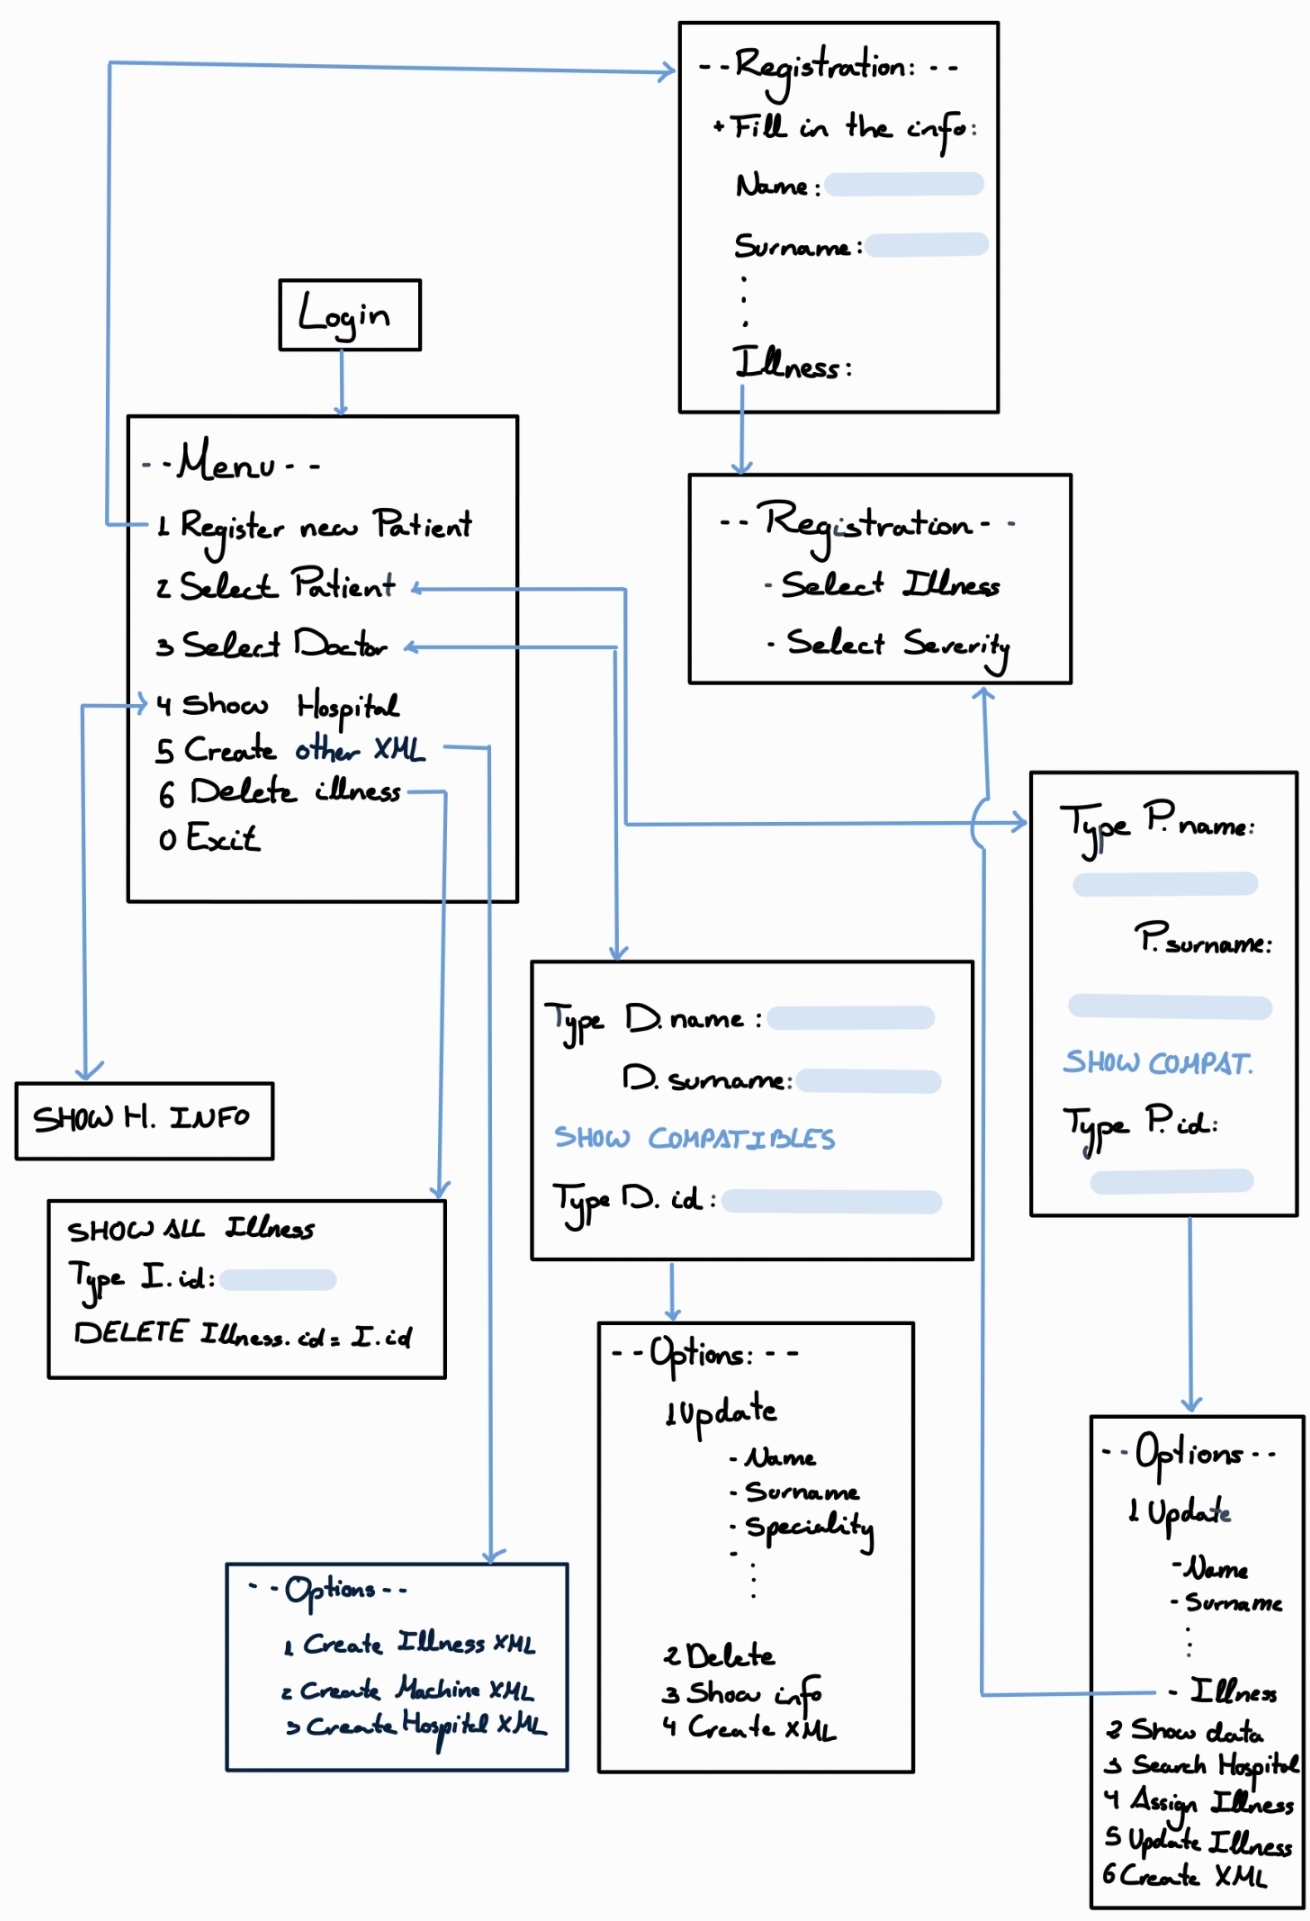 -- Registration: --
+ Fill in the info:
Name:
Surname:
Illness:
Login
-- Menu --
1 Register new Patient
2 Select Patient
3 Select Doctor
4 Show Hospital
5 Create other XML
6 Delete illness
0 Exit
-- Registration --
- Select Illness
- Select Severity
Type P. name:
P. surname:
SHOW COMPAT.
Type P. id:
Type D. name:
D. surname:
SHOW COMPATIBLES
Type D. id:
SHOW H. INFO
SHOW ALL Illness
Type I. id:
DELETE Illness.id = I.id
-- Options: --
1 Update
- Name
- Surname
- Speciality
-
2 Delete
3 Show info
4 Create XML
-- Options --
1 Create Illness XML
2 Create Machine XML
3 Create Hospital XML
-- Options --
1 Update
- Name
- Surname
- Illness
2 Show data
3 Search Hospital
4 Assign Illness
5 Update Illness
6 Create XML